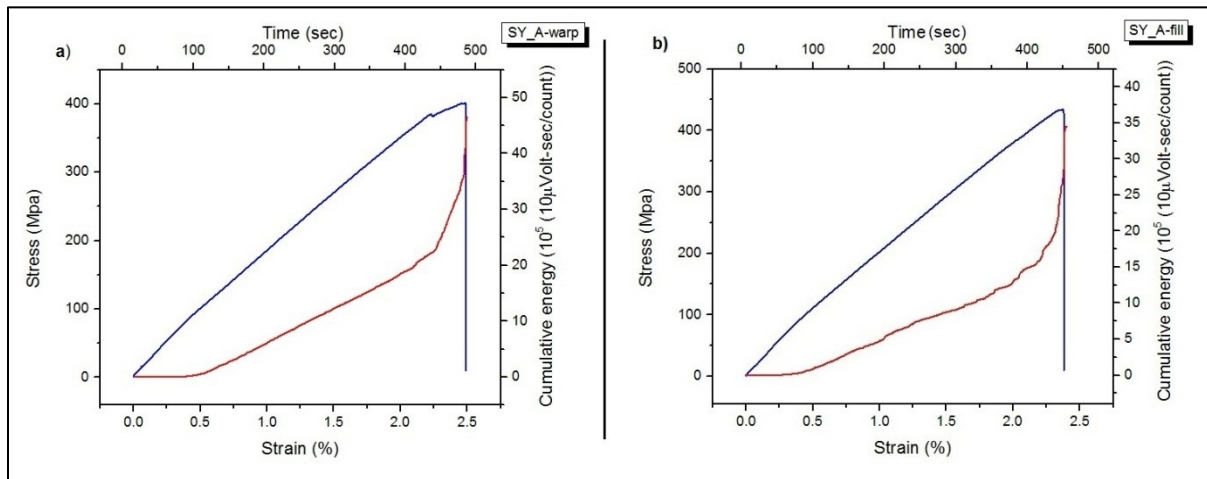 a)
Time (sec)
SY_A-warp
0 100 200 300 400 500
Stress (Mpa)
400
300
200
100
0
50
40
30
20
10
0
Cumulative energy (10⁵ (10µVolt-sec/count))
0.0 0.5 1.0 1.5 2.0 2.5
Strain (%)
b)
Time (sec)
SY_A-fill
0 100 200 300 400 500
Stress (Mpa)
500
400
300
200
100
0
40
35
30
25
20
15
10
5
0
Cumulative energy (10⁵ (10µVolt-sec/count))
0.0 0.5 1.0 1.5 2.0 2.5
Strain (%)